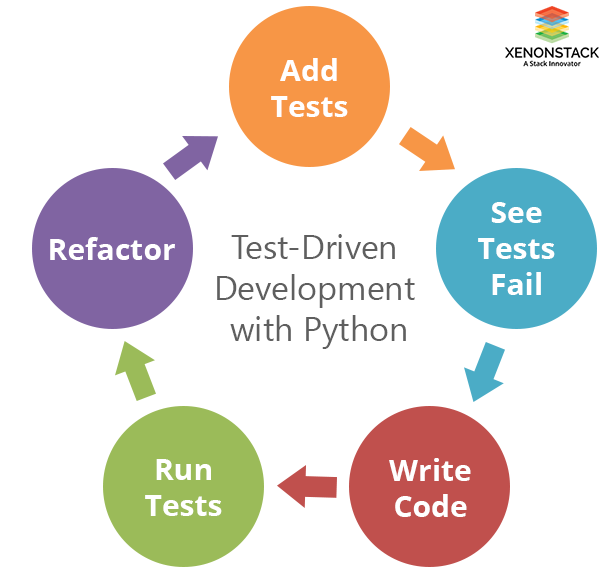 XENONSTACK
A Stack Innovator
Add
Tests
See
Tests
Fail
Write
Code
Run
Tests
Refactor
Test-Driven
Development
with Python